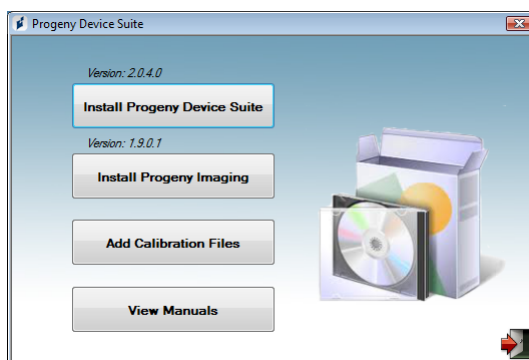 Progeny Device Suite
Version: 2.0.4.0
Install Progeny Device Suite
Version: 1.9.0.1
Install Progeny Imaging
Add Calibration Files
View Manuals